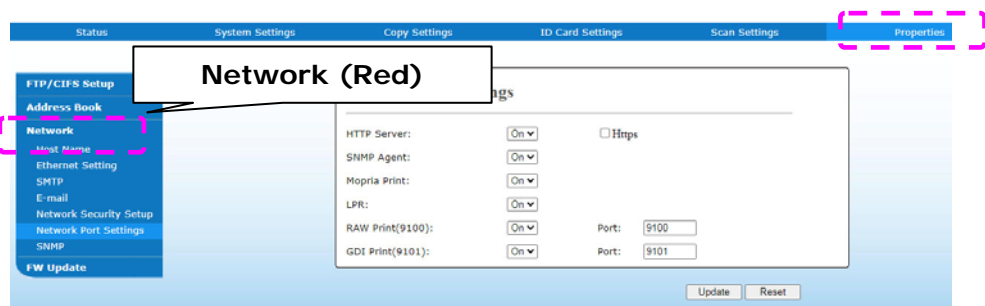 Status System Settings Copy Settings ID Card Settings Scan Settings Properties
Network (Red)
FTP/CIFS Setup
Address Book
Network
Host Name
Ethernet Setting
SMTP
E-mail
Network Security Setup
Network Port Settings
SNMP
FW Update
ngs
HTTP Server: On Https
SNMP Agent: On
Mopria Print: On
LPR: On
RAW Print(9100): On Port: 9100
GDI Print(9101): On Port: 9101
Update Reset